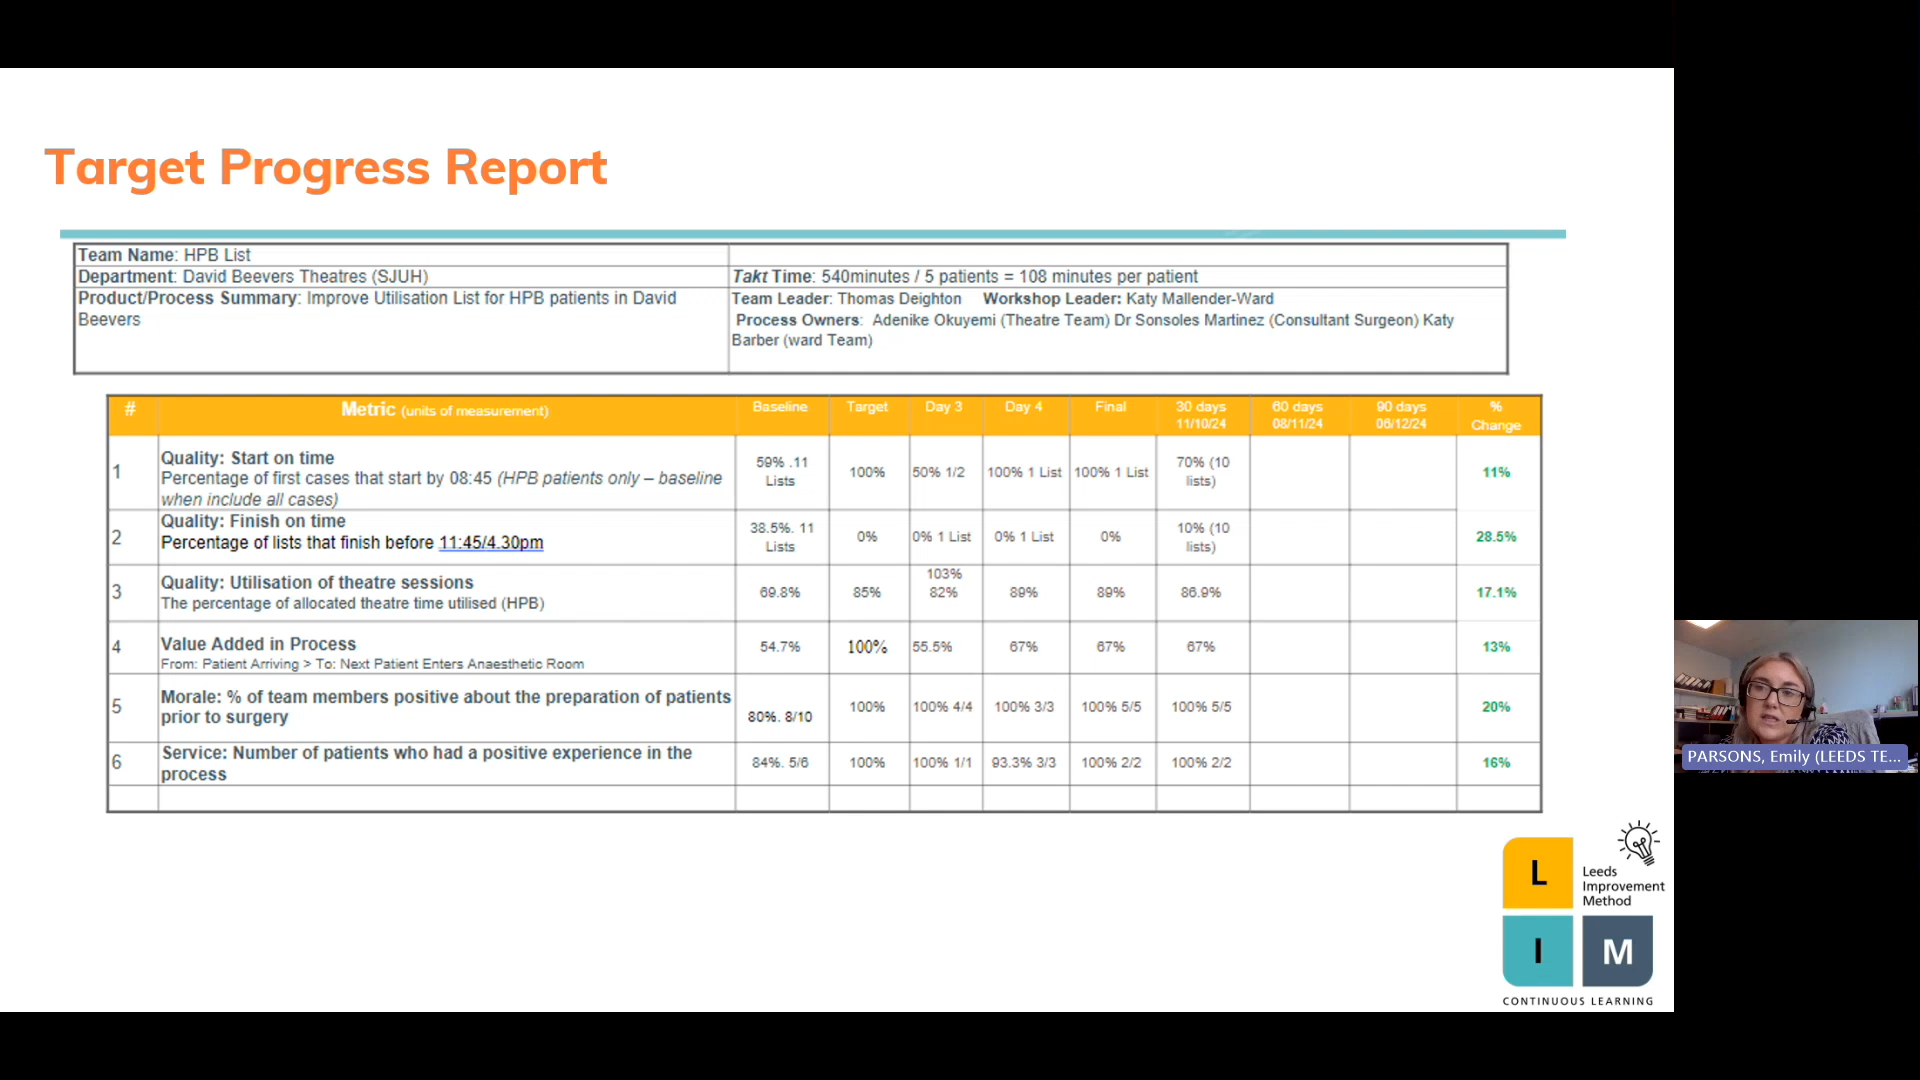 Target Progress Report
Team Name: HPB List
Department: David Beevers Theatres (SJUH)
Takt Time: 540minutes / 5 patients = 108 minutes per patient
Product/Process Summary: Improve Utilisation List for HPB patients in David
Beevers
Team Leader: Thomas Deighton Workshop Leader: Katy Mallender-Ward
Process Owners: Adenike Okuyemi (Theatre Team) Dr Sonsoles Martinez (Consultant Surgeon) Katy
Barber (ward Team)
# Metric (units of measurement) Baseline Target Day 3 Day 4 Final 30 days 60 days 90 days %
11/10/24 08/11/24 06/12/24 Change
1 Quality: Start on time
Percentage of first cases that start by 08:45 (HPB patients only – baseline
when include all cases)
59% .11
Lists
100% 50% 1/2 100% 1 List 100% 1 List
70% (10
lists)
11%
2 Quality: Finish on time
Percentage of lists that finish before 11:45/4.30pm
38.5%. 11
Lists
0% 0% 1 List 0% 1 List 0%
10% (10
lists)
28.5%
3 Quality: Utilisation of theatre sessions
The percentage of allocated theatre time utilised (HPB)
69.8% 85%
103%
82%
89% 89% 86.9% 17.1%
4 Value Added in Process
From: Patient Arriving > To: Next Patient Enters Anaesthetic Room
54.7% 100% 55.5% 67% 67% 67% 13%
5 Morale: % of team members positive about the preparation of patients
prior to surgery
80%. 8/10 100% 100% 4/4 100% 3/3 100% 5/5 100% 5/5 20%
6 Service: Number of patients who had a positive experience in the
process
84%. 5/6 100% 100% 1/1 93.3% 3/3 100% 2/2 100% 2/2 16%
PARSONS, Emily (LEEDS TE...
L
Leeds
Improvement
Method
I M
CONTINUOUS LEARNING